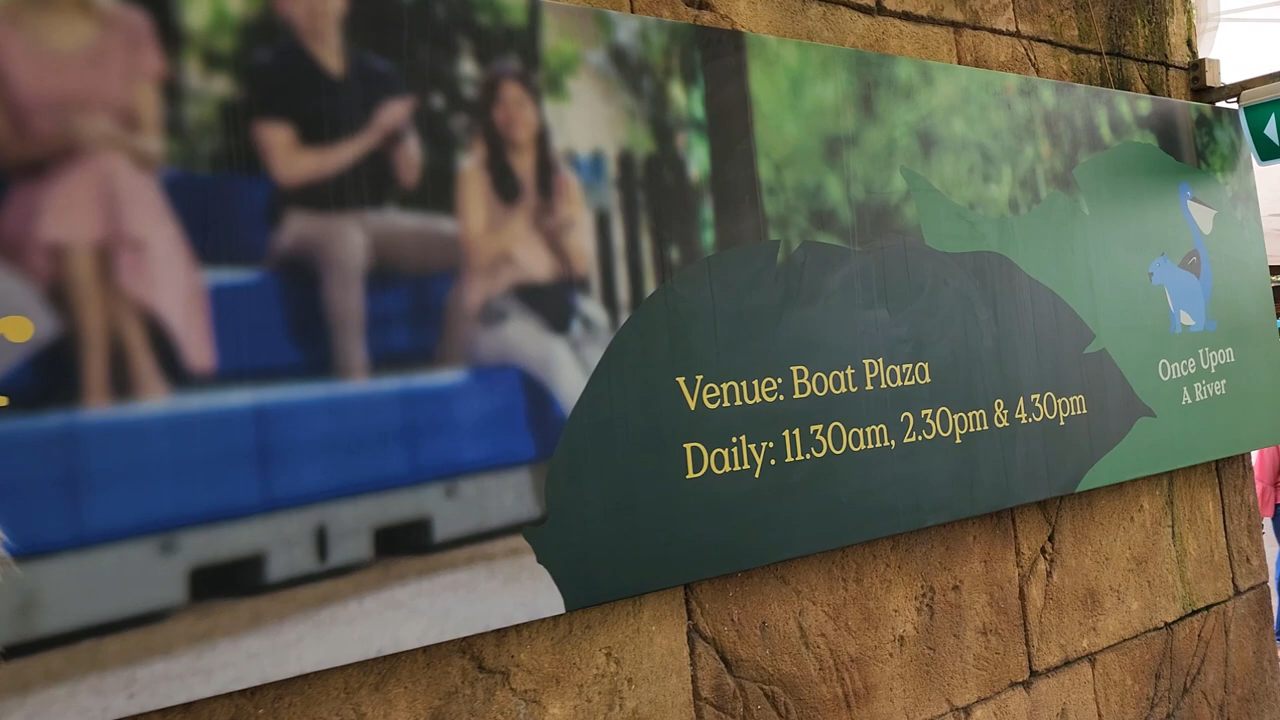 Venue: Boat Plaza
Daily: 11.30am, 2.30pm & 4.30pm
Once Upon
A River